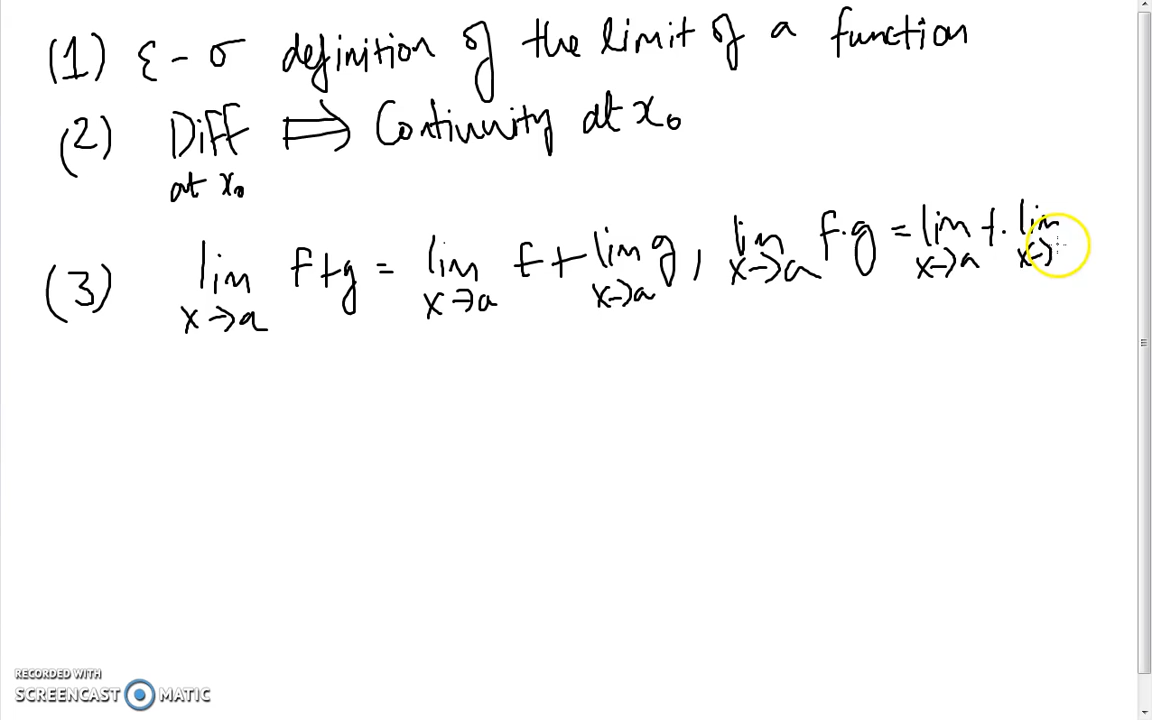 (1) ε - σ definition of the limit of a function
(2) Diff ⟹ Continuity at x₀
at x₀
(3) lim f+g = lim f + lim g, lim f·g = lim f · lim
x→a x→a x→a x→a x→a x→
RECORDED WITH
SCREENCAST MATIC